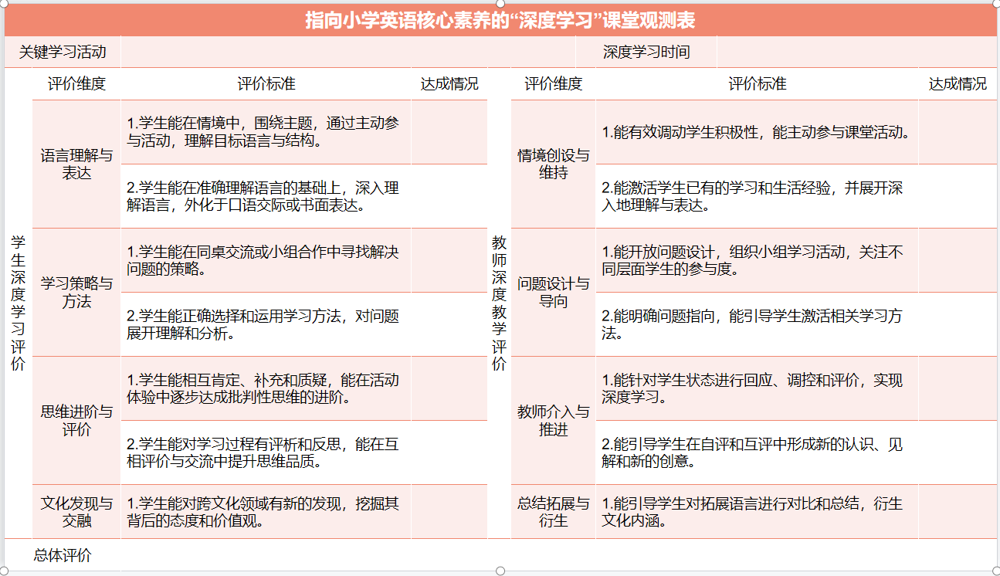 指向小学英语核心素养的“深度学习”课堂观测表
关键学习活动
深度学习时间
评价维度
评价标准
达成情况
评价维度
评价标准
达成情况
学生深度学习评价
语言理解与
表达
1.学生能在情境中，围绕主题，通过主动参
与活动，理解目标语言与结构。
2.学生能在准确理解语言的基础上，深入理
解语言，外化于口语交际或书面表达。
学习策略与
方法
1.学生能在同桌交流或小组合作中寻找解决
问题的策略。
2.学生能正确选择和运用学习方法，对问题
展开理解和分析。
思维进阶与
评价
1.学生能相互肯定、补充和质疑，能在活动
体验中逐步达成批判性思维的进阶。
2.学生能对学习过程有评析和反思，能在互
相评价与交流中提升思维品质。
文化发现与
交融
1.学生能对跨文化领域有新的发现，挖掘其
背后的态度和价值观。
教师深度教学评价
情境创设与
维持
1.能有效调动学生积极性，能主动参与课堂活动。
2.能激活学生已有的学习和生活经验，并展开深
入地理解与表达。
问题设计与
导向
1.能开放问题设计，组织小组学习活动，关注不
同层面学生的参与度。
2.能明确问题指向，能引导学生激活相关学习方
法。
教师介入与
推进
1.能针对学生状态进行回应、调控和评价，实现
深度学习。
2.能引导学生在自评和互评中形成新的认识、见
解和新的创意。
总结拓展与
衍生
1.能引导学生对拓展语言进行对比和总结，衍生
文化内涵。
总体评价